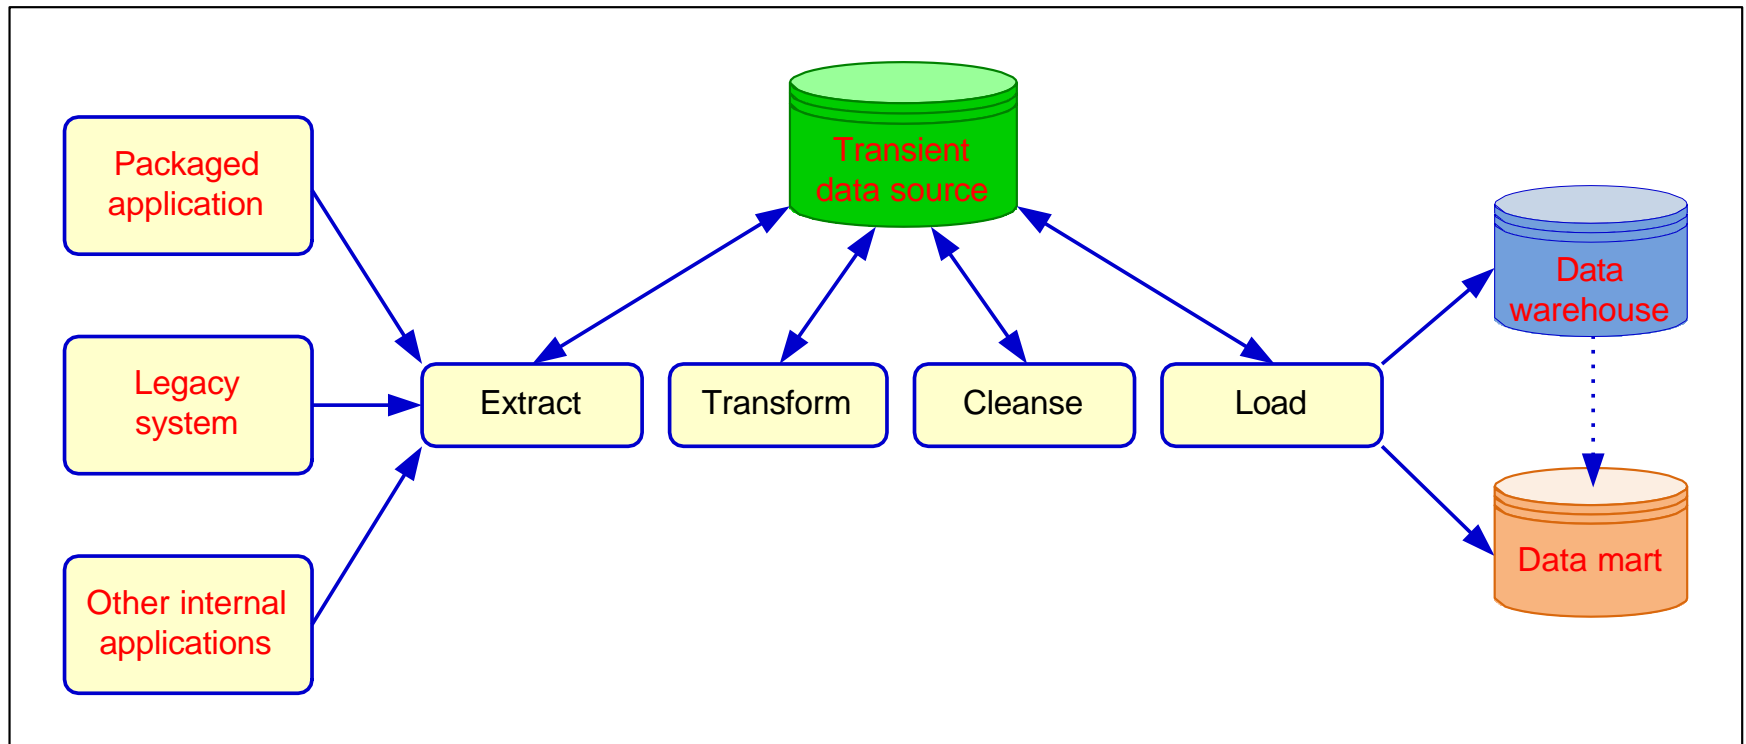 Packaged
application
Legacy
system
Other internal
applications
Transient
data source
Extract
Transform
Cleanse
Load
Data
warehouse
Data mart